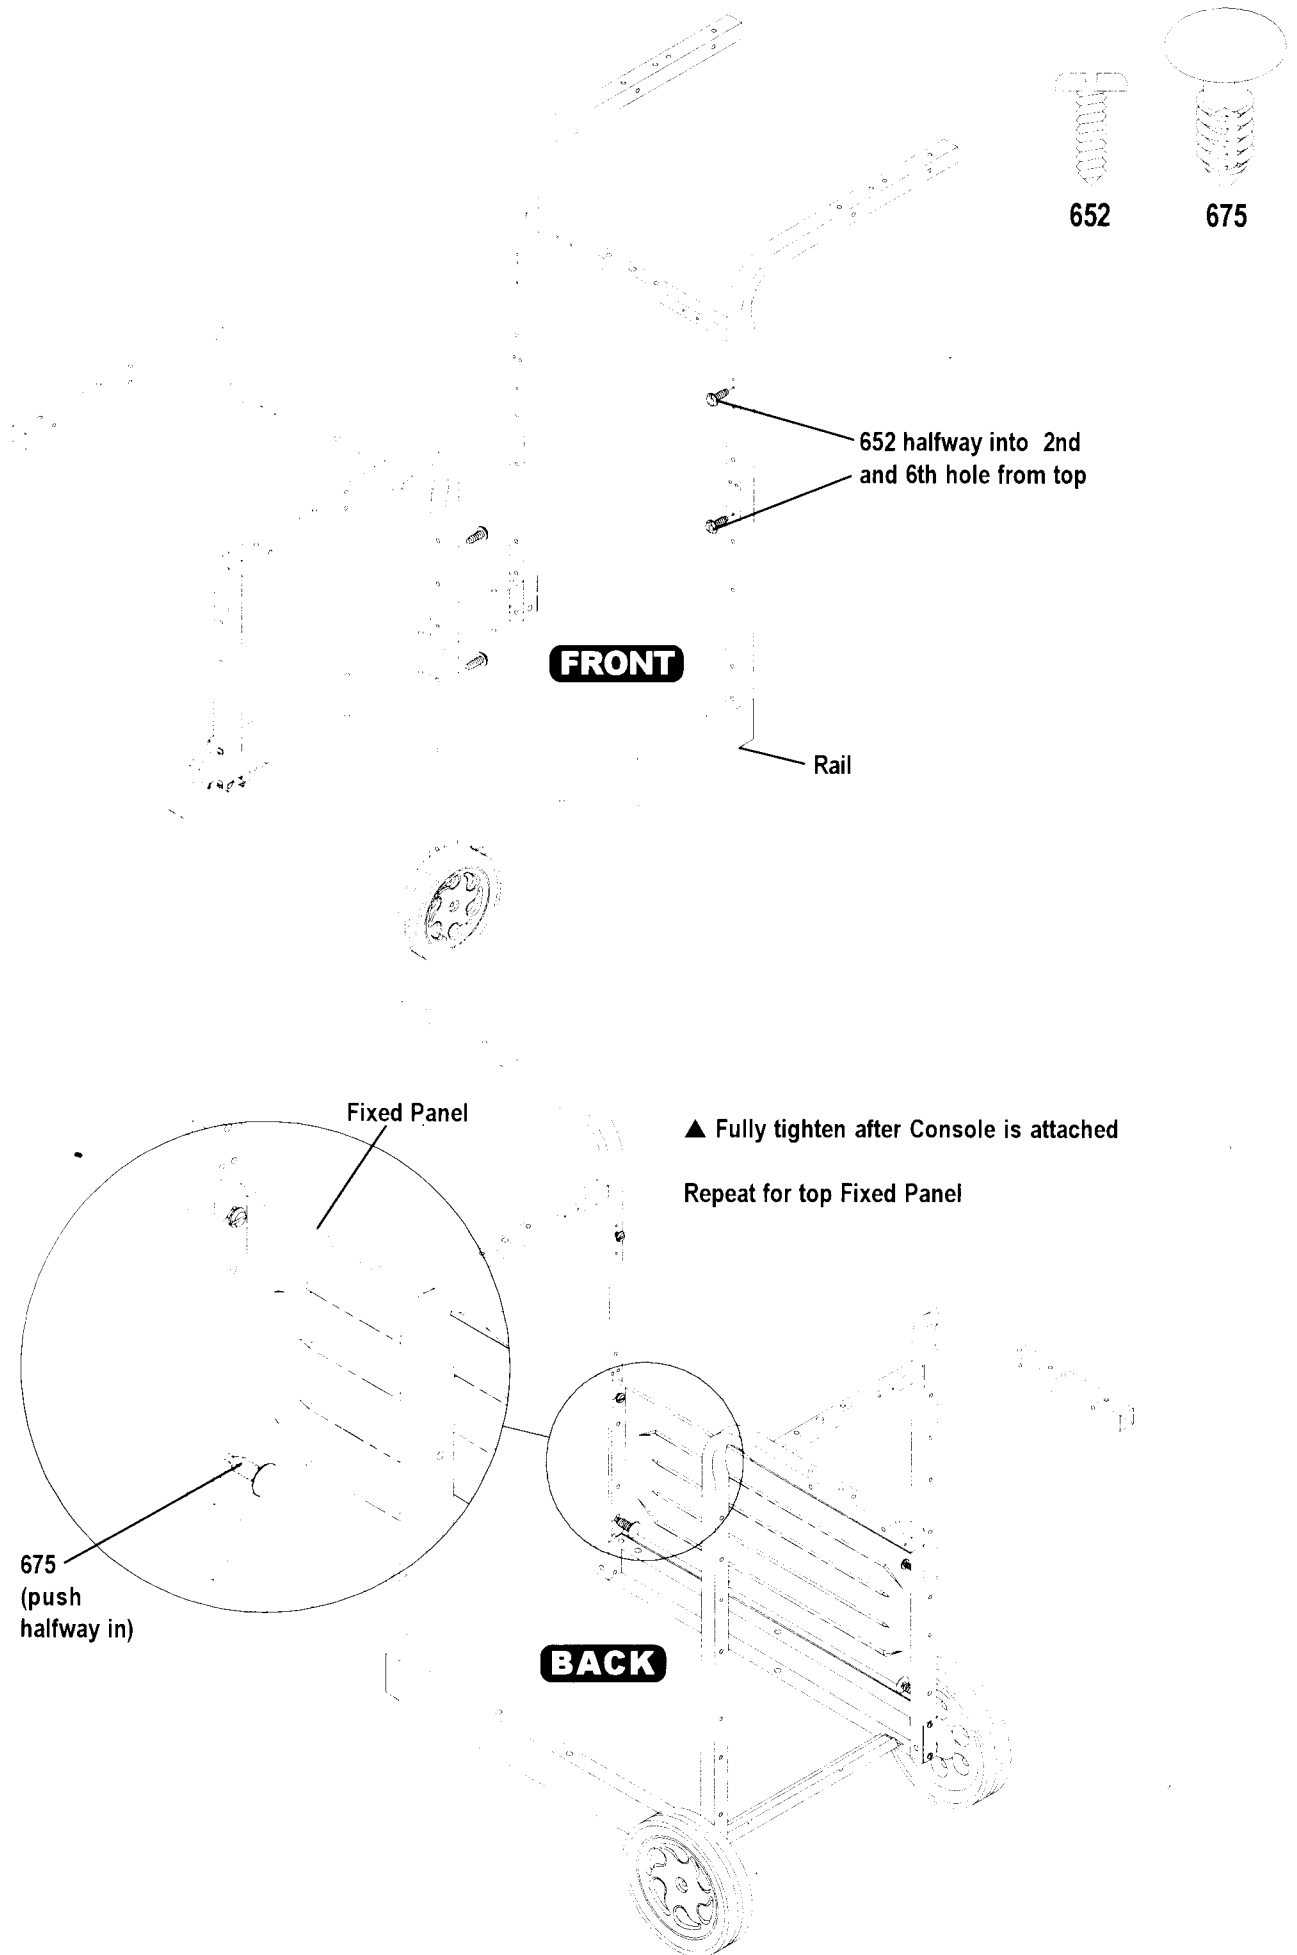 652
675
652 halfway into 2nd
and 6th hole from top
FRONT
Rail
Fixed Panel
▲ Fully tighten after Console is attached
Repeat for top Fixed Panel
675
(push
halfway in)
BACK